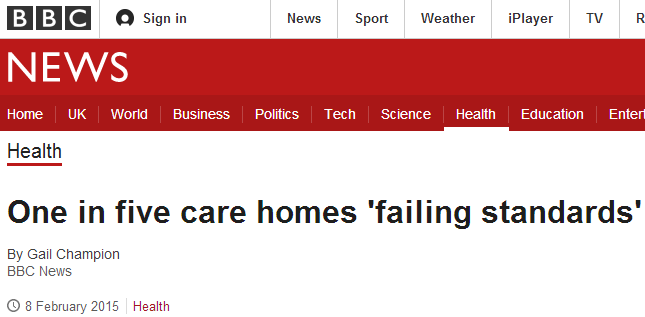 BBC Sign in News Sport Weather iPlayer TV R
NEWS
Home UK World Business Politics Tech Science Health Education Enter
Health
One in five care homes 'failing standards'
By Gail Champion
BBC News
8 February 2015 Health